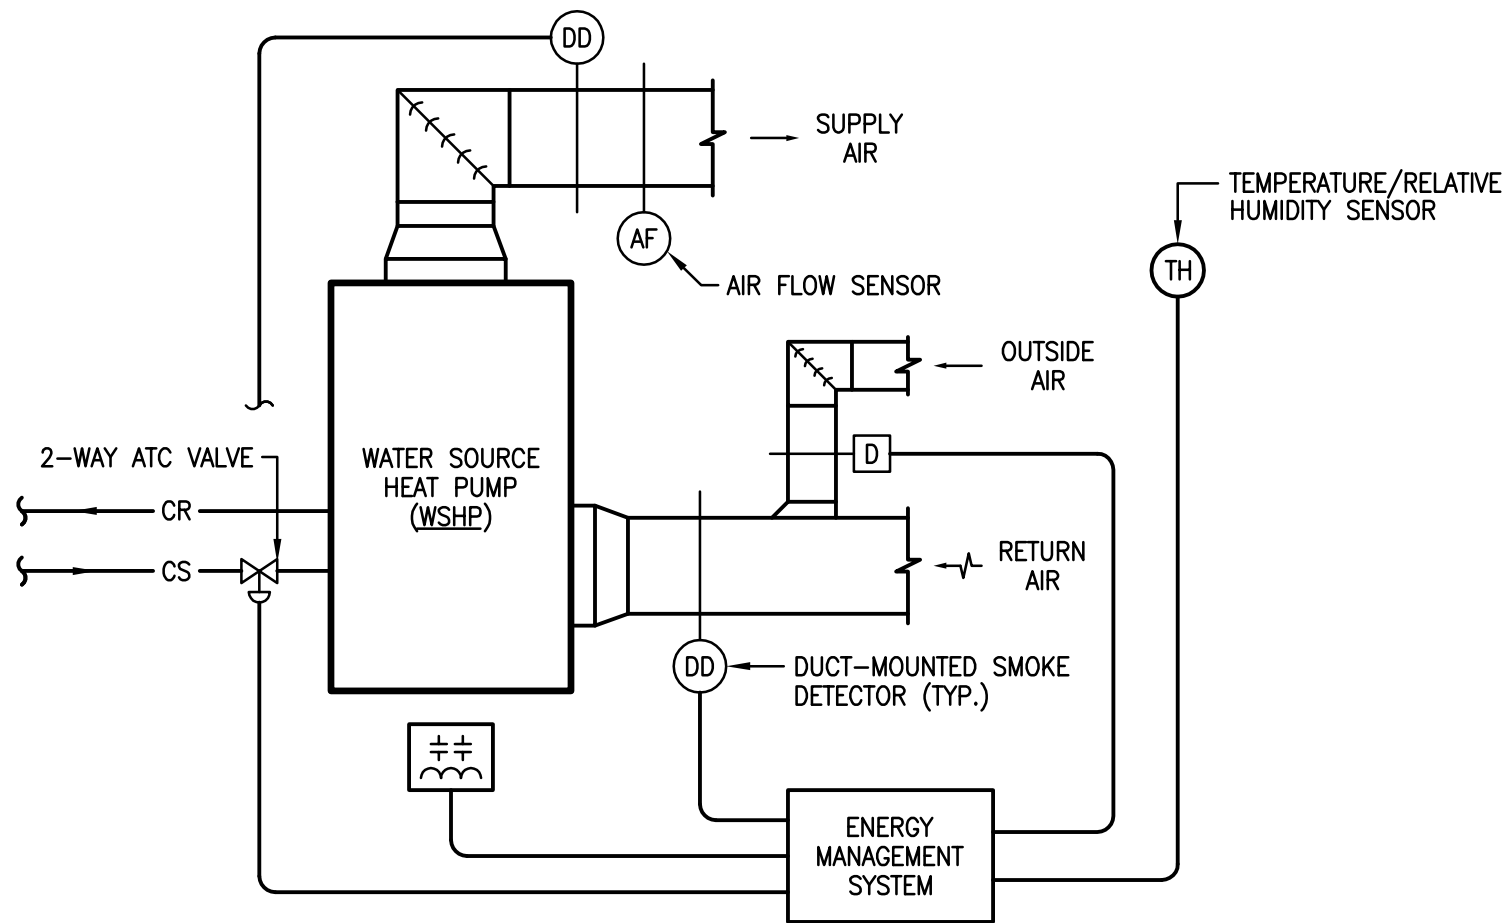 DD
SUPPLY
AIR
TEMPERATURE/RELATIVE
HUMIDITY SENSOR
AF
TH
AIR FLOW SENSOR
OUTSIDE
AIR
2-WAY ATC VALVE
WATER SOURCE
HEAT PUMP
(WSHP)
D
CR
CS
RETURN
AIR
DD
DUCT-MOUNTED SMOKE
DETECTOR (TYP.)
ENERGY
MANAGEMENT
SYSTEM